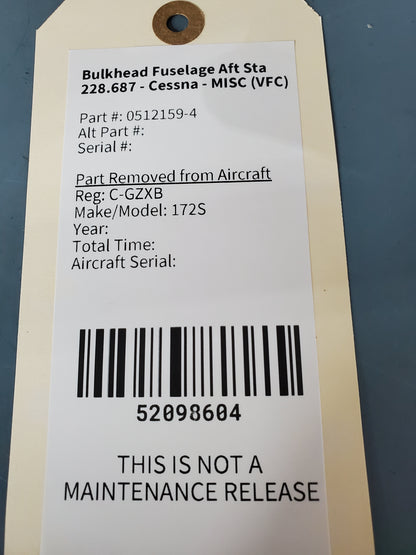 Bulkhead Fuselage Aft Sta
228.687 - Cessna - MISC (VFC)
Part #: 0512159-4
Alt Part #:
Serial #:
Part Removed from Aircraft
Reg: C-GZXB
Make/Model: 172S
Year:
Total Time:
Aircraft Serial:
52098604
THIS IS NOT A
MAINTENANCE RELEASE